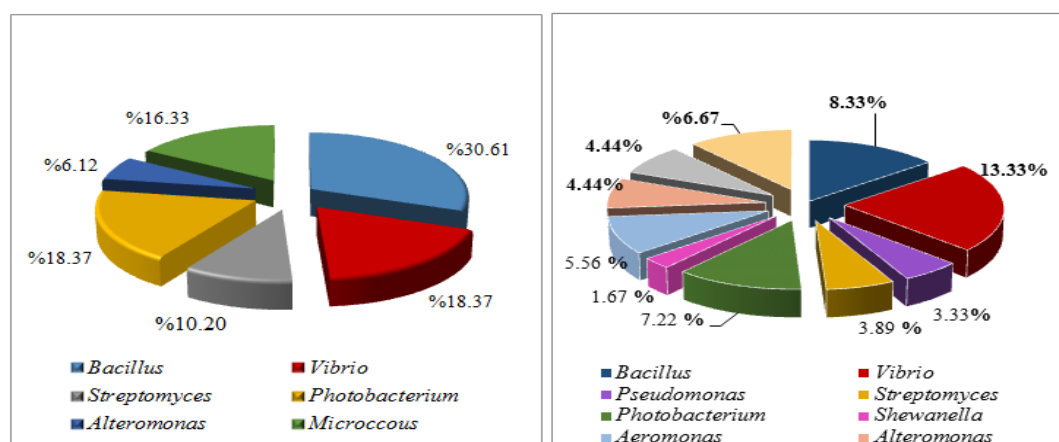 %16.33
%30.61
%6.12
%18.37
%18.37
%10.20
Bacillus Vibrio
Streptomyces Photobacterium
Alteromonas Microccous
8.33%
%6.67
13.33%
4.44%
4.44%
5.56 %
1.67 %
7.22 %
3.89 %
3.33%
Bacillus Vibrio
Pseudomonas Streptomyces
Photobacterium Shewanella
Aeromonas Alteromonas